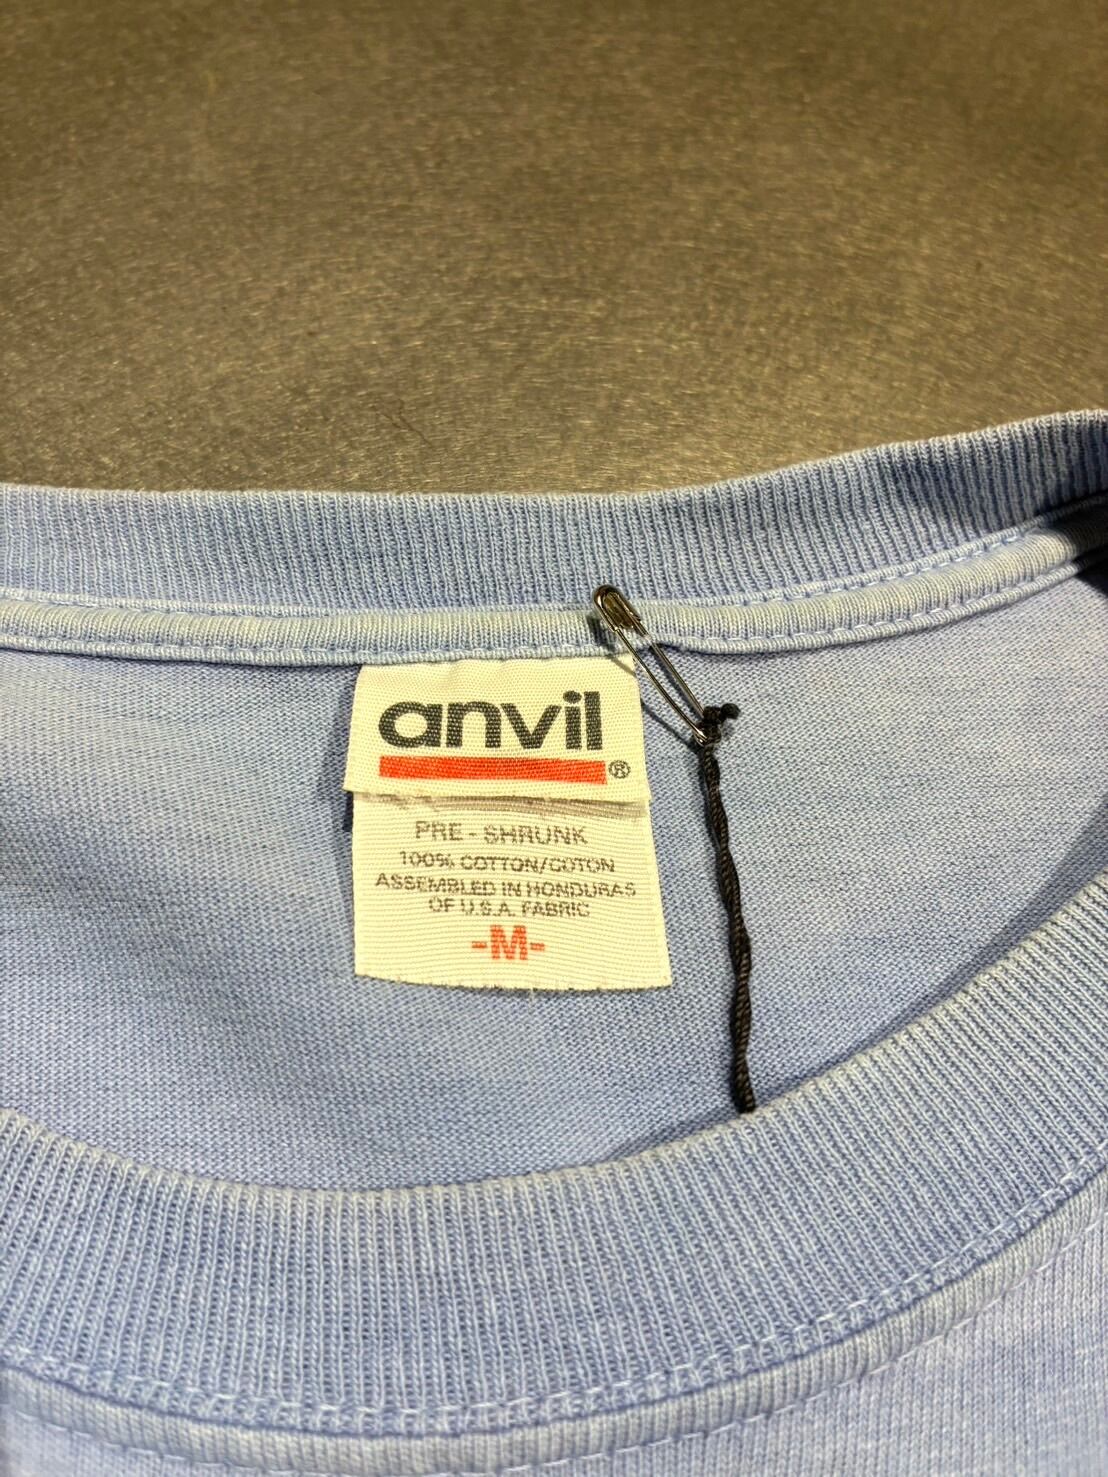 anvil®
PRE-SHRUNK
100% COTTON/COTON
ASSEMBLED IN HONDURAS
OF U.S.A. FABRIC
-M-